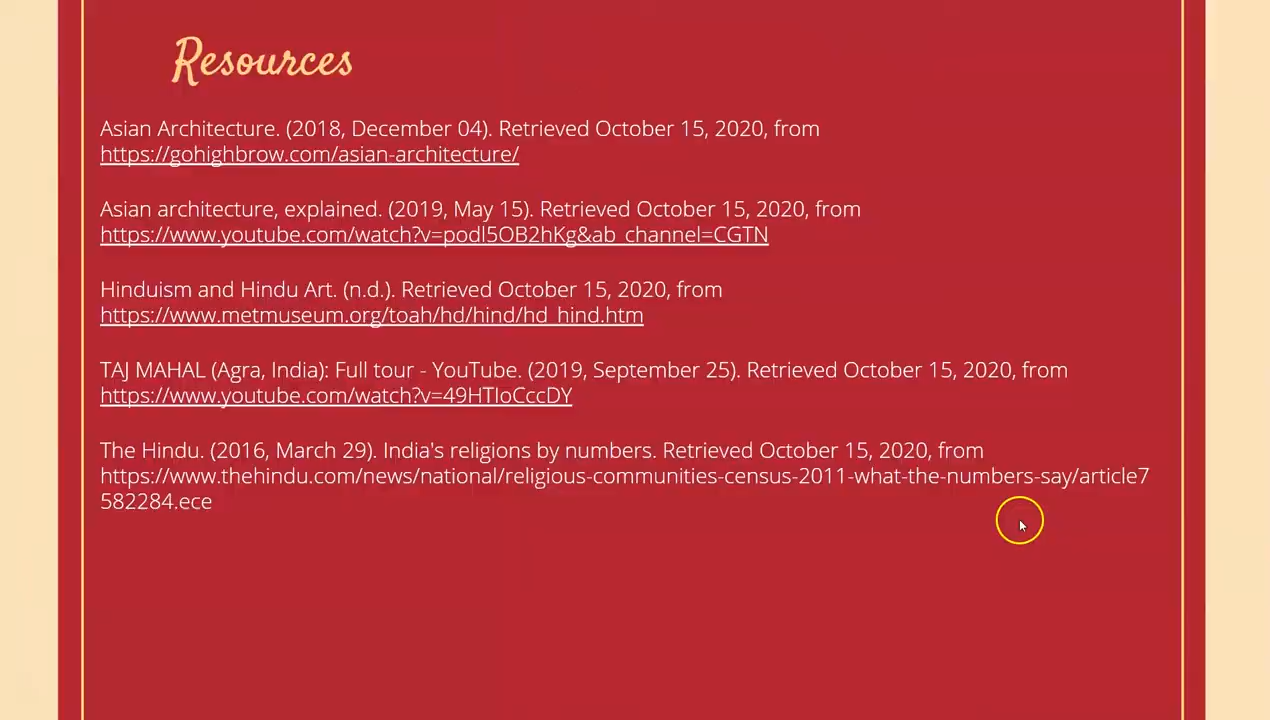 Resources
Asian Architecture. (2018, December 04). Retrieved October 15, 2020, from
https://gohighbrow.com/asian-architecture/
Asian architecture, explained. (2019, May 15). Retrieved October 15, 2020, from
https://www.youtube.com/watch?v=podl5OB2hKg&ab_channel=CGTN
Hinduism and Hindu Art. (n.d.). Retrieved October 15, 2020, from
https://www.metmuseum.org/toah/hd/hind/hd_hind.htm
TAJ MAHAL (Agra, India): Full tour - YouTube. (2019, September 25). Retrieved October 15, 2020, from
https://www.youtube.com/watch?v=49HTIoCccDY
The Hindu. (2016, March 29). India's religions by numbers. Retrieved October 15, 2020, from
https://www.thehindu.com/news/national/religious-communities-census-2011-what-the-numbers-say/article7
582284.ece